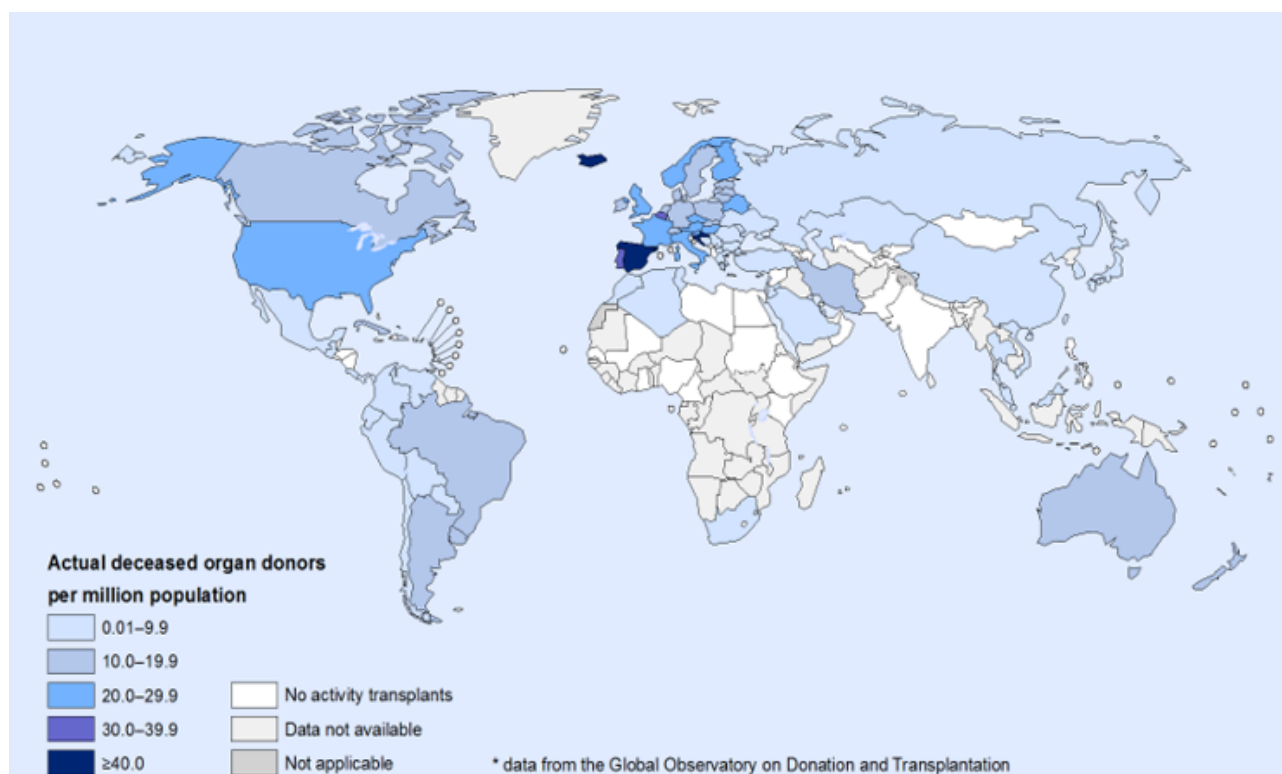 Actual deceased organ donors
per million population
0.01–9.9
10.0–19.9
20.0–29.9
30.0–39.9
≥40.0
No activity transplants
Data not available
Not applicable
* data from the Global Observatory on Donation and Transplantation